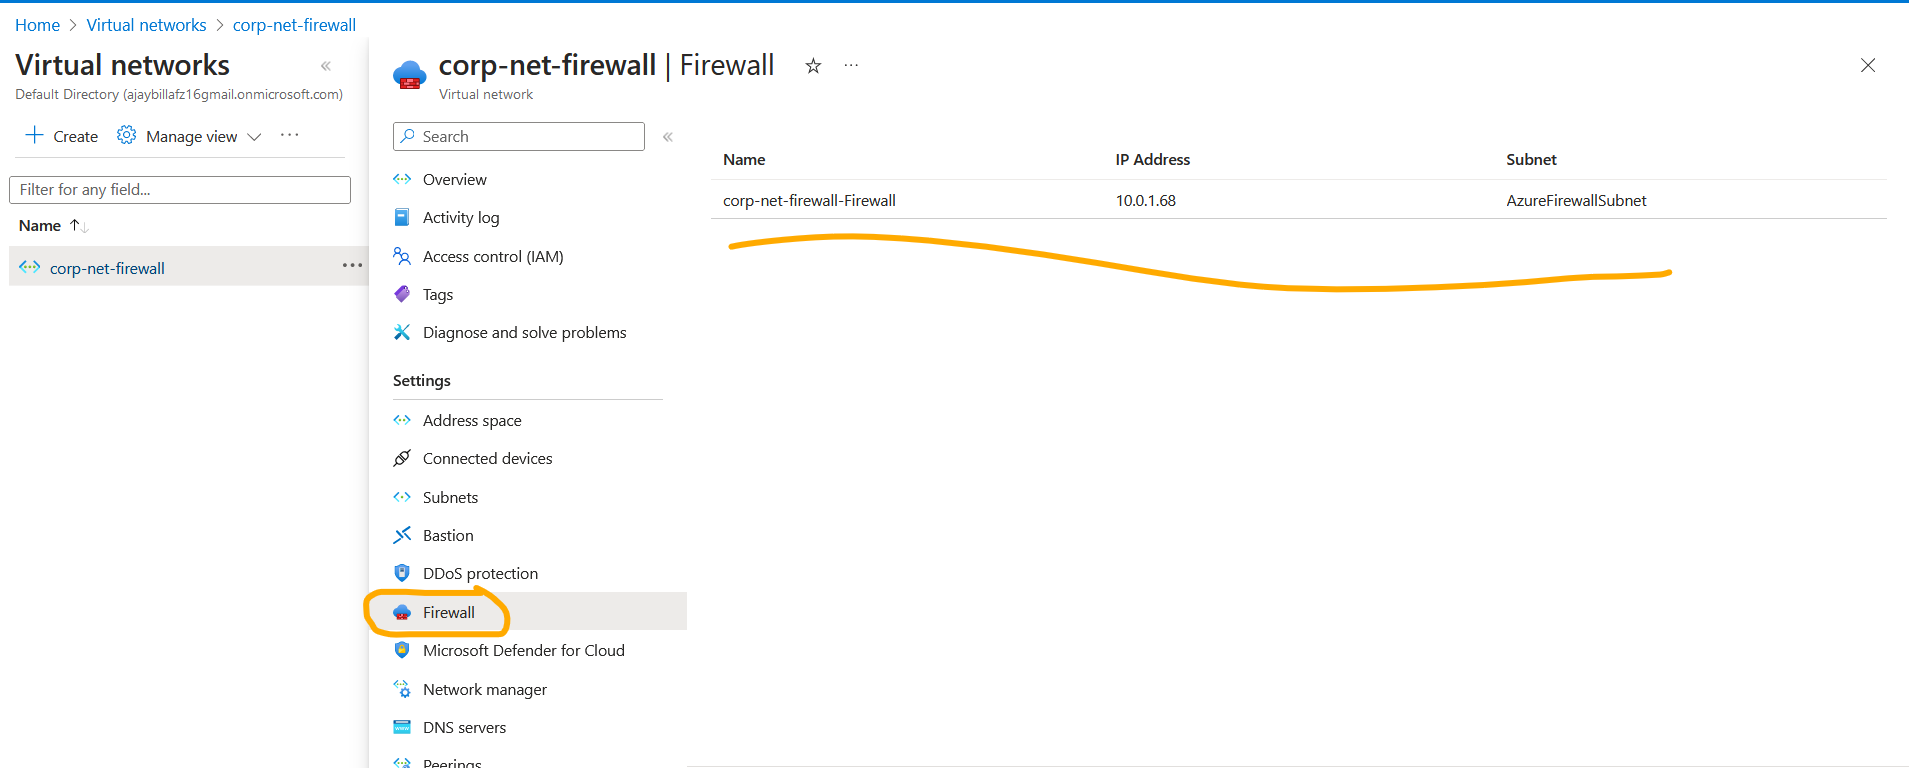 Home > Virtual networks > corp-net-firewall
Virtual networks
Default Directory (ajaybillafz16gmail.onmicrosoft.com)
Create Manage view
Filter for any field...
Name
corp-net-firewall
corp-net-firewall | Firewall
Virtual network
Search
Overview
Activity log
Access control (IAM)
Tags
Diagnose and solve problems
Settings
Address space
Connected devices
Subnets
Bastion
DDoS protection
Firewall
Microsoft Defender for Cloud
Network manager
DNS servers
Peerings
Name IP Address Subnet
corp-net-firewall-Firewall 10.0.1.68 AzureFirewallSubnet